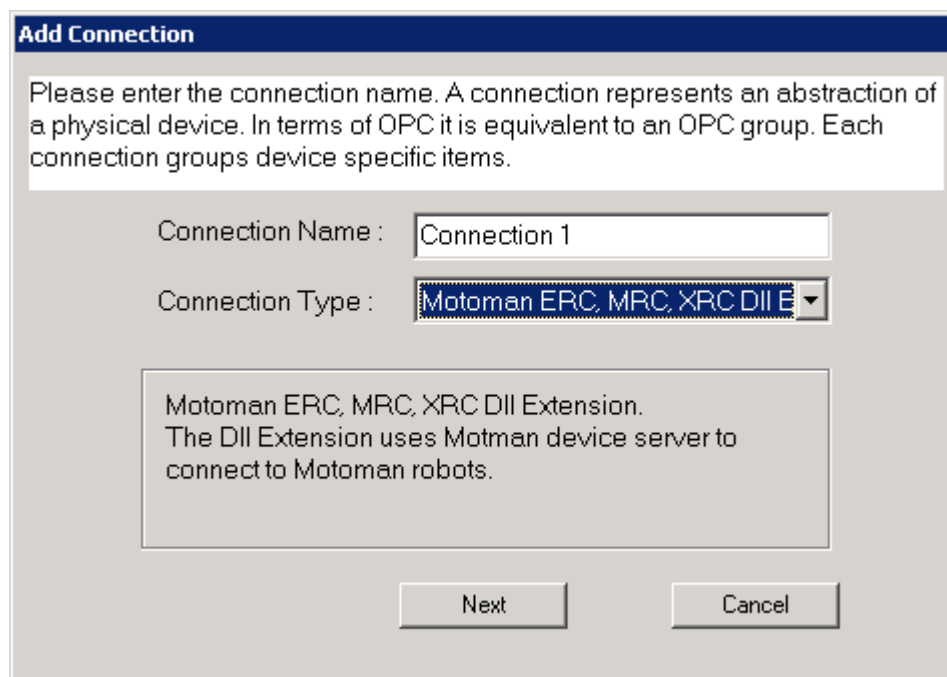 Add Connection
Please enter the connection name. A connection represents an abstraction of
a physical device. In terms of OPC it is equivalent to an OPC group. Each
connection groups device specific items.
Connection Name : Connection 1
Connection Type : Motoman ERC, MRC, XRC Dll E
Motoman ERC, MRC, XRC Dll Extension.
The Dll Extension uses Motman device server to
connect to Motoman robots.
Next Cancel